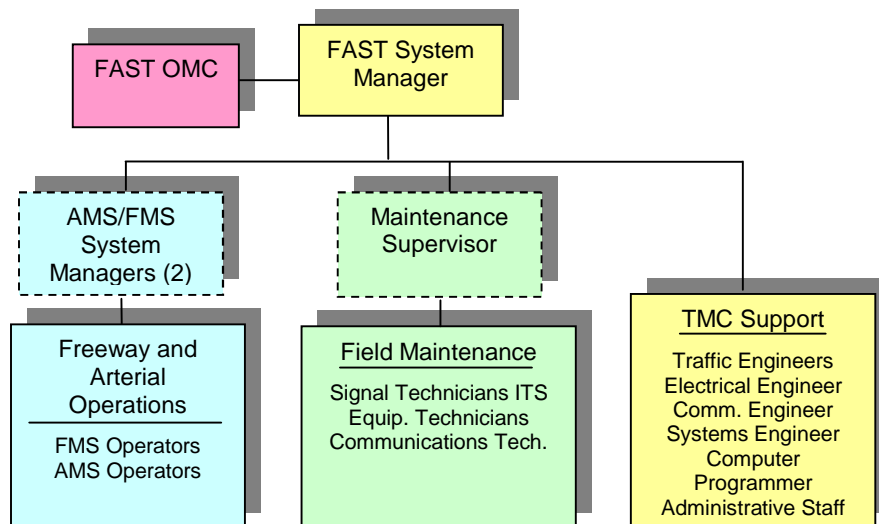 FAST OMC
FAST System
Manager
AMS/FMS
System
Managers (2)
Maintenance
Supervisor
Freeway and
Arterial
Operations
FMS Operators
AMS Operators
Field Maintenance
Signal Technicians ITS
Equip. Technicians
Communications Tech.
TMC Support
Traffic Engineers
Electrical Engineer
Comm. Engineer
Systems Engineer
Computer
Programmer
Administrative Staff